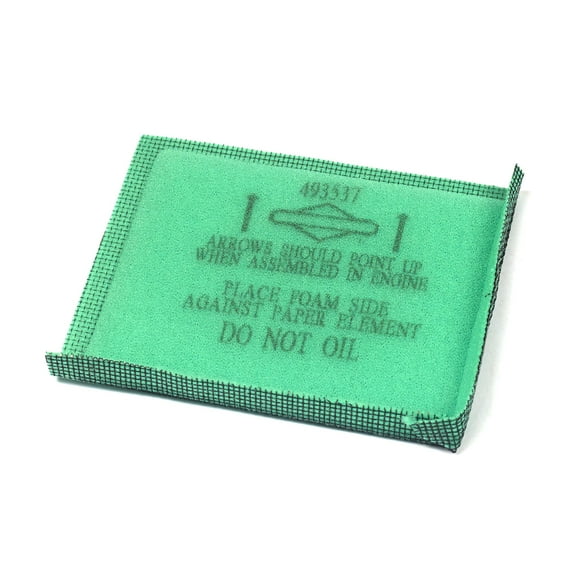 493537
ARROWS SHOULD POINT UP
WHEN ASSEMBLED IN ENGINE
PLACE FOAM SIDE
AGAINST PAPER ELEMENT
DO NOT OIL